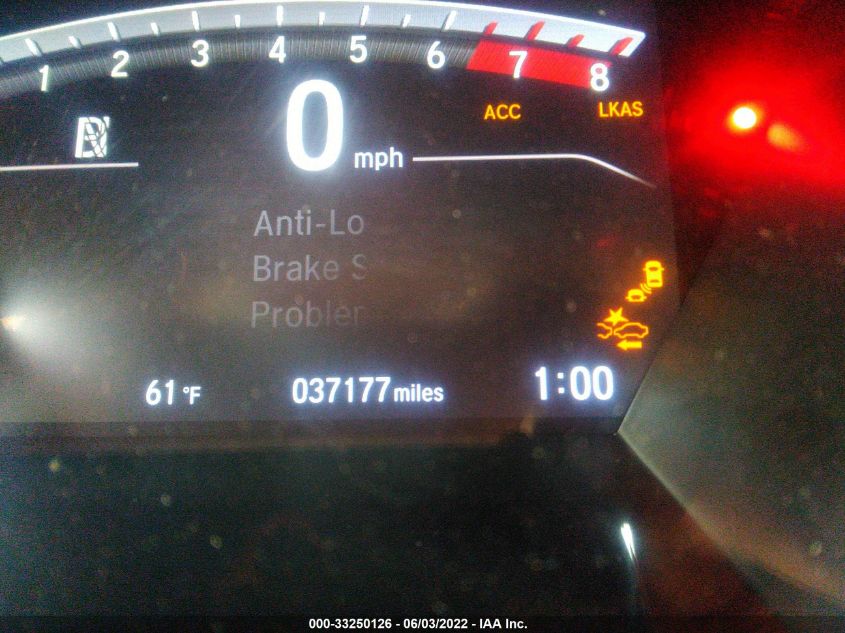 1 2 3 4 5 6 7 8
ACC LKAS
0 mph
Anti-Lo
Brake S
Probler
61 °F 037177 miles 1:00
000-33250126 - 06/03/2022 - IAA Inc.